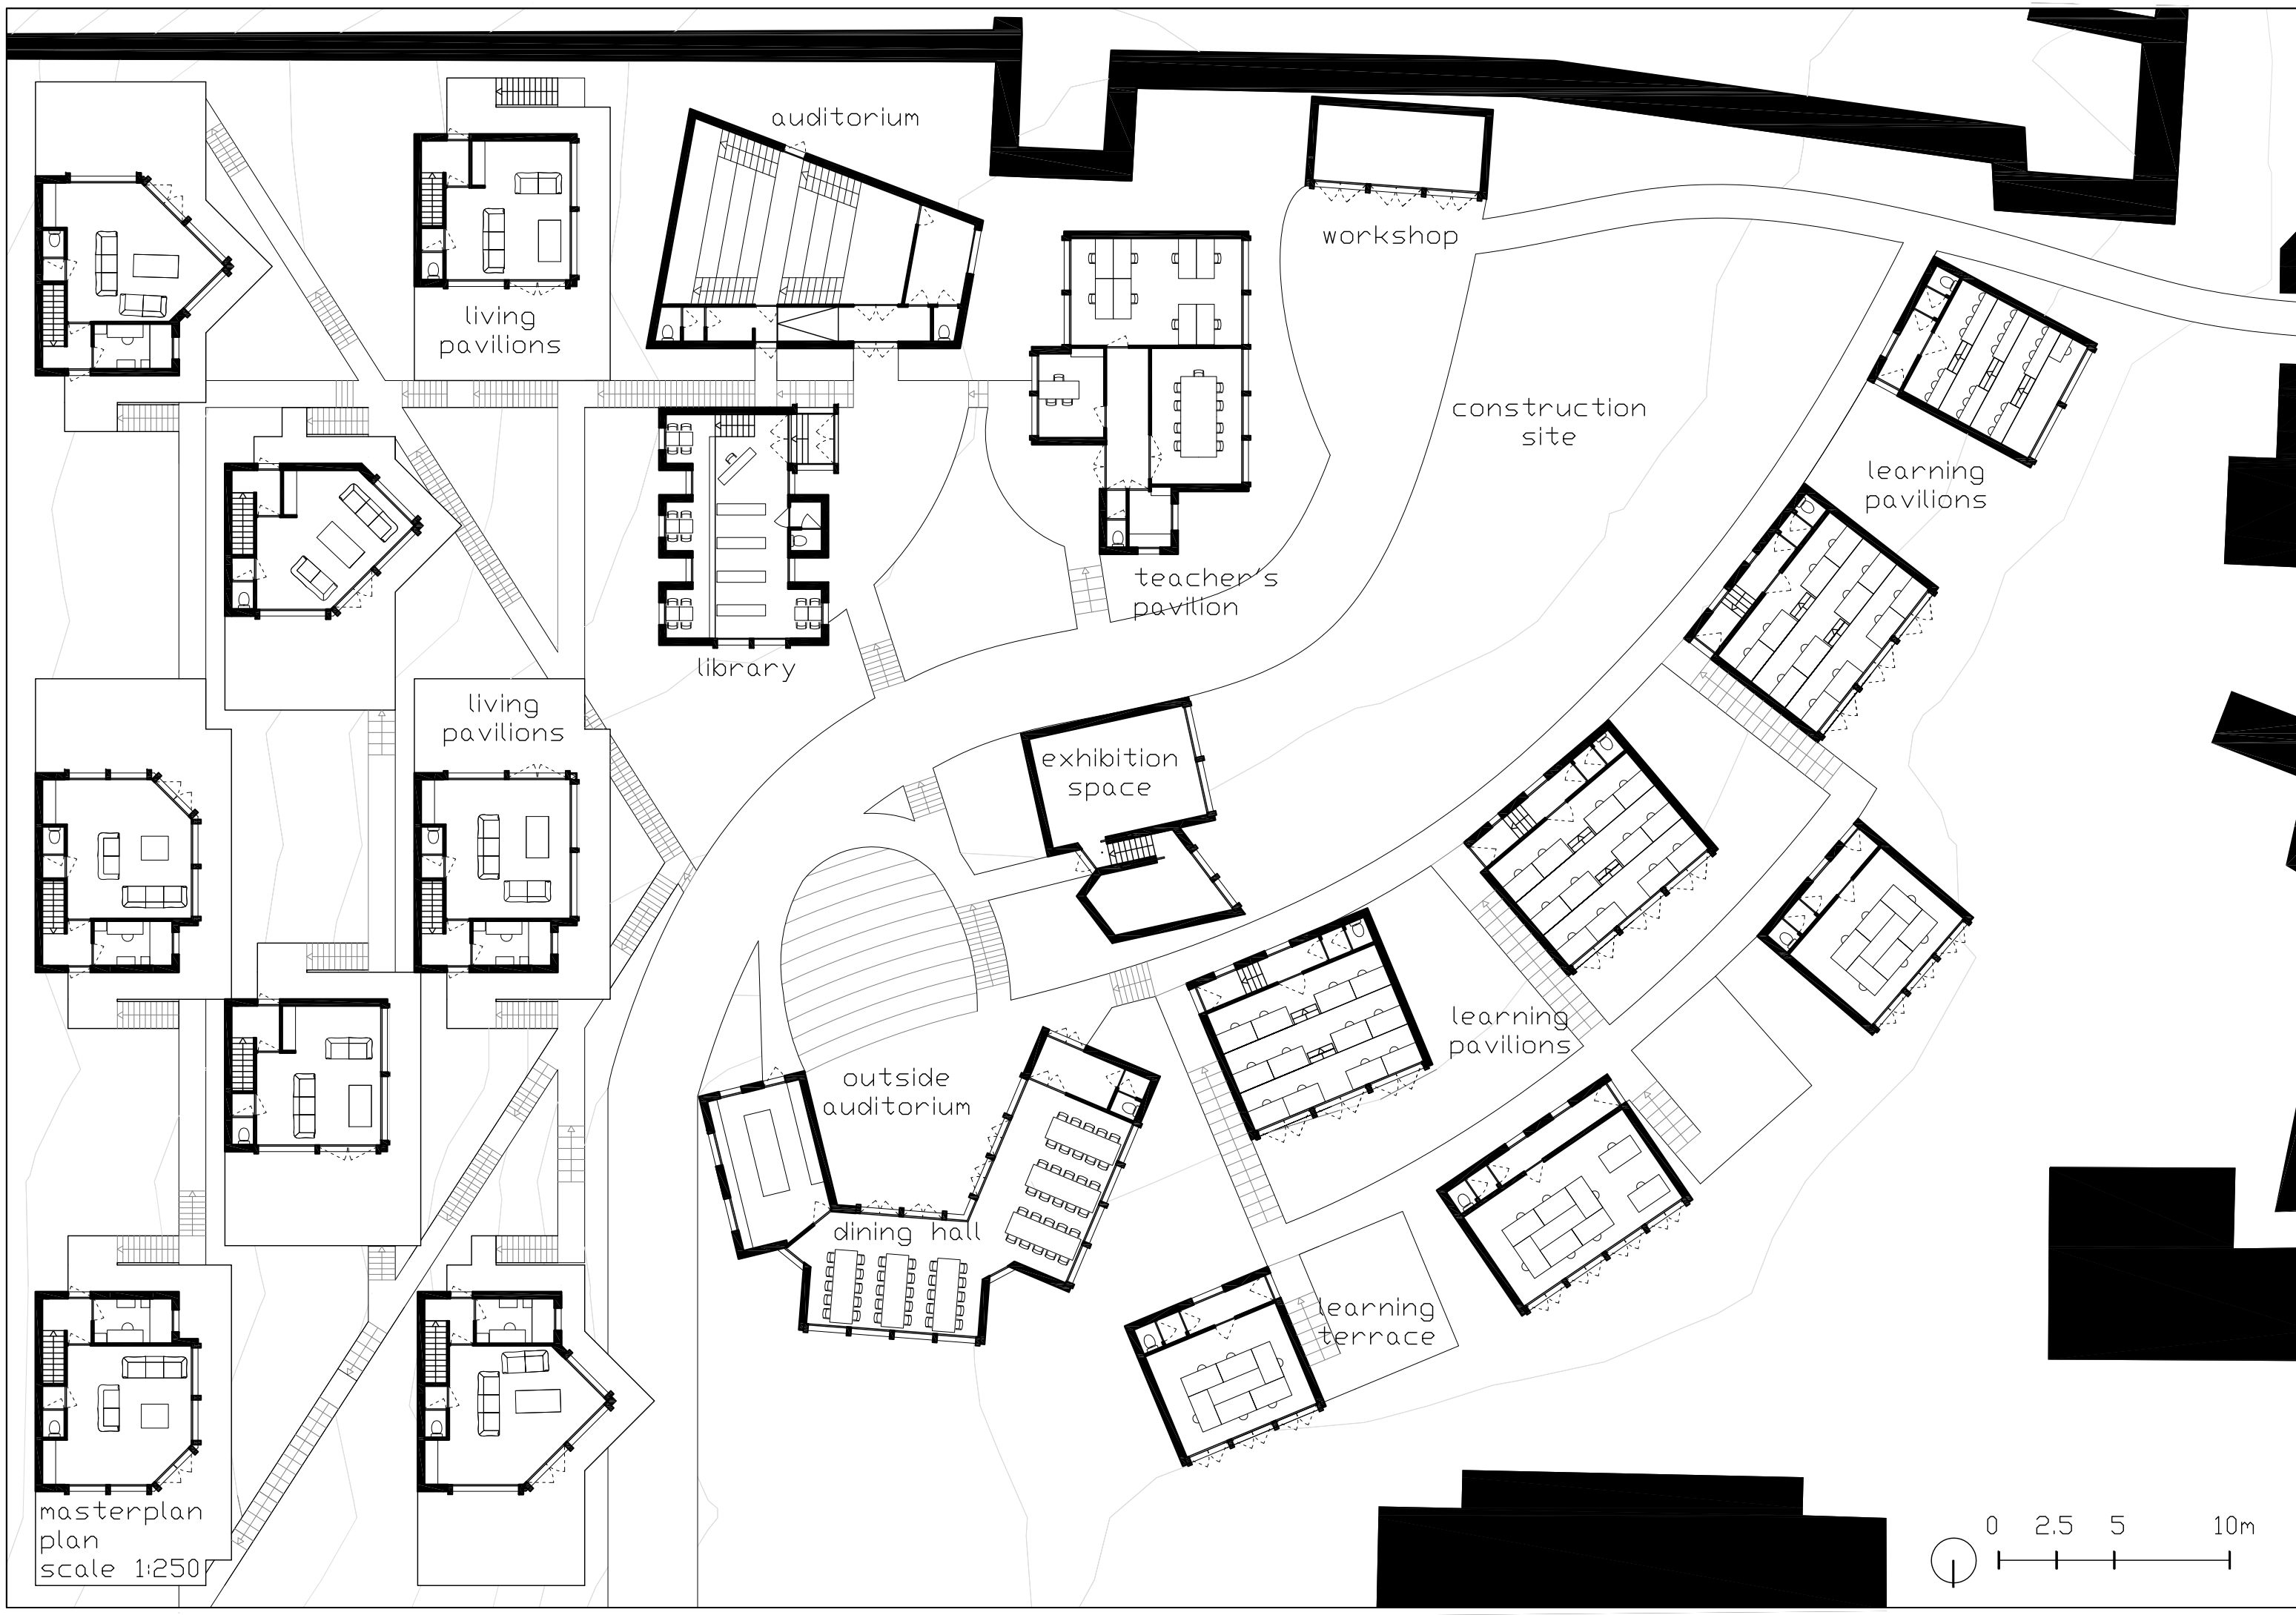 auditorium
workshop
living
pavilions
construction
site
learning
pavilions
teacher's
pavilion
library
living
pavilions
exhibition
space
learning
pavilions
outside
auditorium
dining hall
learning
terrace
masterplan
plan
scale 1:250
0 2.5 5 10m